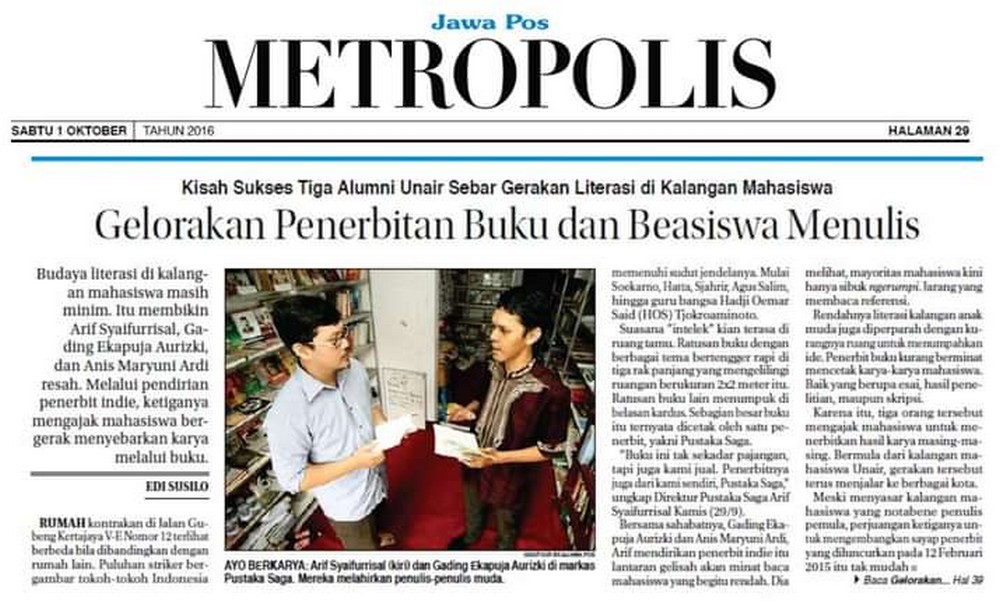 Jawa Pos
METROPOLIS
SABTU 1 OKTOBER | TAHUN 2016
HALAMAN 29
Kisah Sukses Tiga Alumni Unair Sebar Gerakan Literasi di Kalangan Mahasiswa
Gelorakan Penerbitan Buku dan Beasiswa Menulis
Budaya literasi di kalang-
an mahasiswa masih
minim. Itu membikin
Arif Syaifurrisal, Ga-
ding Ekapuja Aurizki,
dan Anis Maryuni Ardi
resah. Melalui pendirian
penerbit indie, ketiganya
mengajak mahasiswa ber-
gerak menyebarkan karya
melalui buku.
EDI SUSILO
RUMAH kontrakan di Jalan Gu-
beng Kertajaya V-E Nomor 12 terlihat
berbeda bila dibandingkan dengan
rumah lain. Puluhan striker ber-
gambar tokoh-tokoh Indonesia
AYO BERKARYA: Arif Syaifurrisal (kiri) dan Gading Ekapuja Aurizki di markas
Pustaka Saga. Mereka melahirkan penulis-penulis muda.
memenuhi sudut jendelanya. Mulai
Soekarno, Hatta, Sjahrir, Agus Salim,
hingga guru bangsa Hadji Oemar
Said (HOS) Tjokroaminoto.
Suasana "intelek" kian terasa di
ruang tamu. Ratusan buku dengan
berbagai tema bertengger rapi di
tiga rak panjang yang mengelilingi
ruangan berukuran 2x2 meter itu.
Ratusan buku lain menumpuk di
belasan kardus. Sebagian besar buku
itu ternyata dicetak oleh satu pe-
nerbit, yakni Pustaka Saga.
"Buku ini tak sekadar pajangan,
tapi juga kami jual. Penerbitnya
juga dari kami sendiri, Pustaka Saga,"
ungkap Direktur Pustaka Saga Arif
Syaifurrisal Kamis (29/9).
Bersama sahabatnya, Gading Eka-
puja Aurizki dan Anis Maryuni Ardi,
Arif mendirikan penerbit indie itu
lantaran gelisah akan minat baca
mahasiswa yang begitu rendah. Dia
melihat, mayoritas mahasiswa kini
hanya sibuk ngerumpi. Jarang yang
membaca referensi.
Rendahnya literasi kalangan anak
muda juga diperparah dengan ku-
rangnya ruang untuk menumpahkan
ide. Penerbit buku kurang berminat
mencetak karya-karya mahasiswa.
Baik yang berupa esai, hasil pene-
litian, maupun skripsi.
Karena itu, tiga orang tersebut
mengajak mahasiswa untuk me-
nerbitkan hasil karya masing-ma-
sing. Bermula dari kalangan ma-
hasiswa Unair, gerakan tersebut
terus menjalar ke berbagai kota.
Meski menyasar kalangan ma-
hasiswa yang notabene penulis
pemula, perjuangan ketiganya un-
tuk mengembangkan sayap penerbit
yang diluncurkan pada 12 Februari
2015 itu tak mudah
Baca Gelorakan... Hal 39